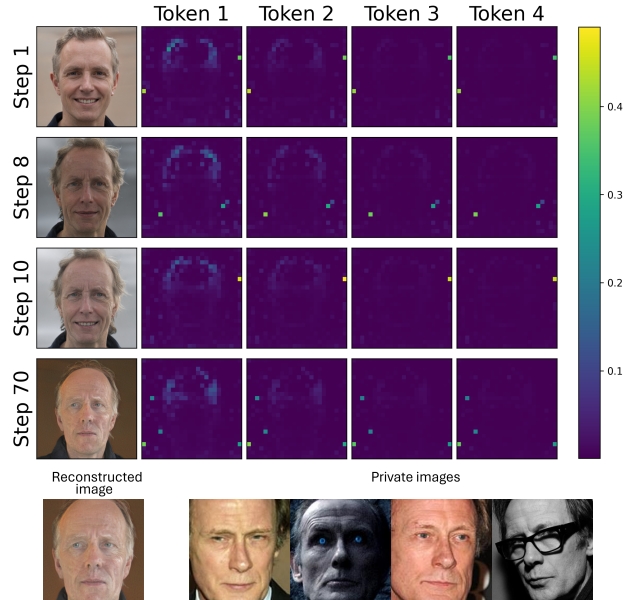 Token 1 Token 2 Token 3 Token 4
Step 1
Step 8
Step 10
Step 70
0.4
0.3
0.2
0.1
Reconstructed
image
Private images